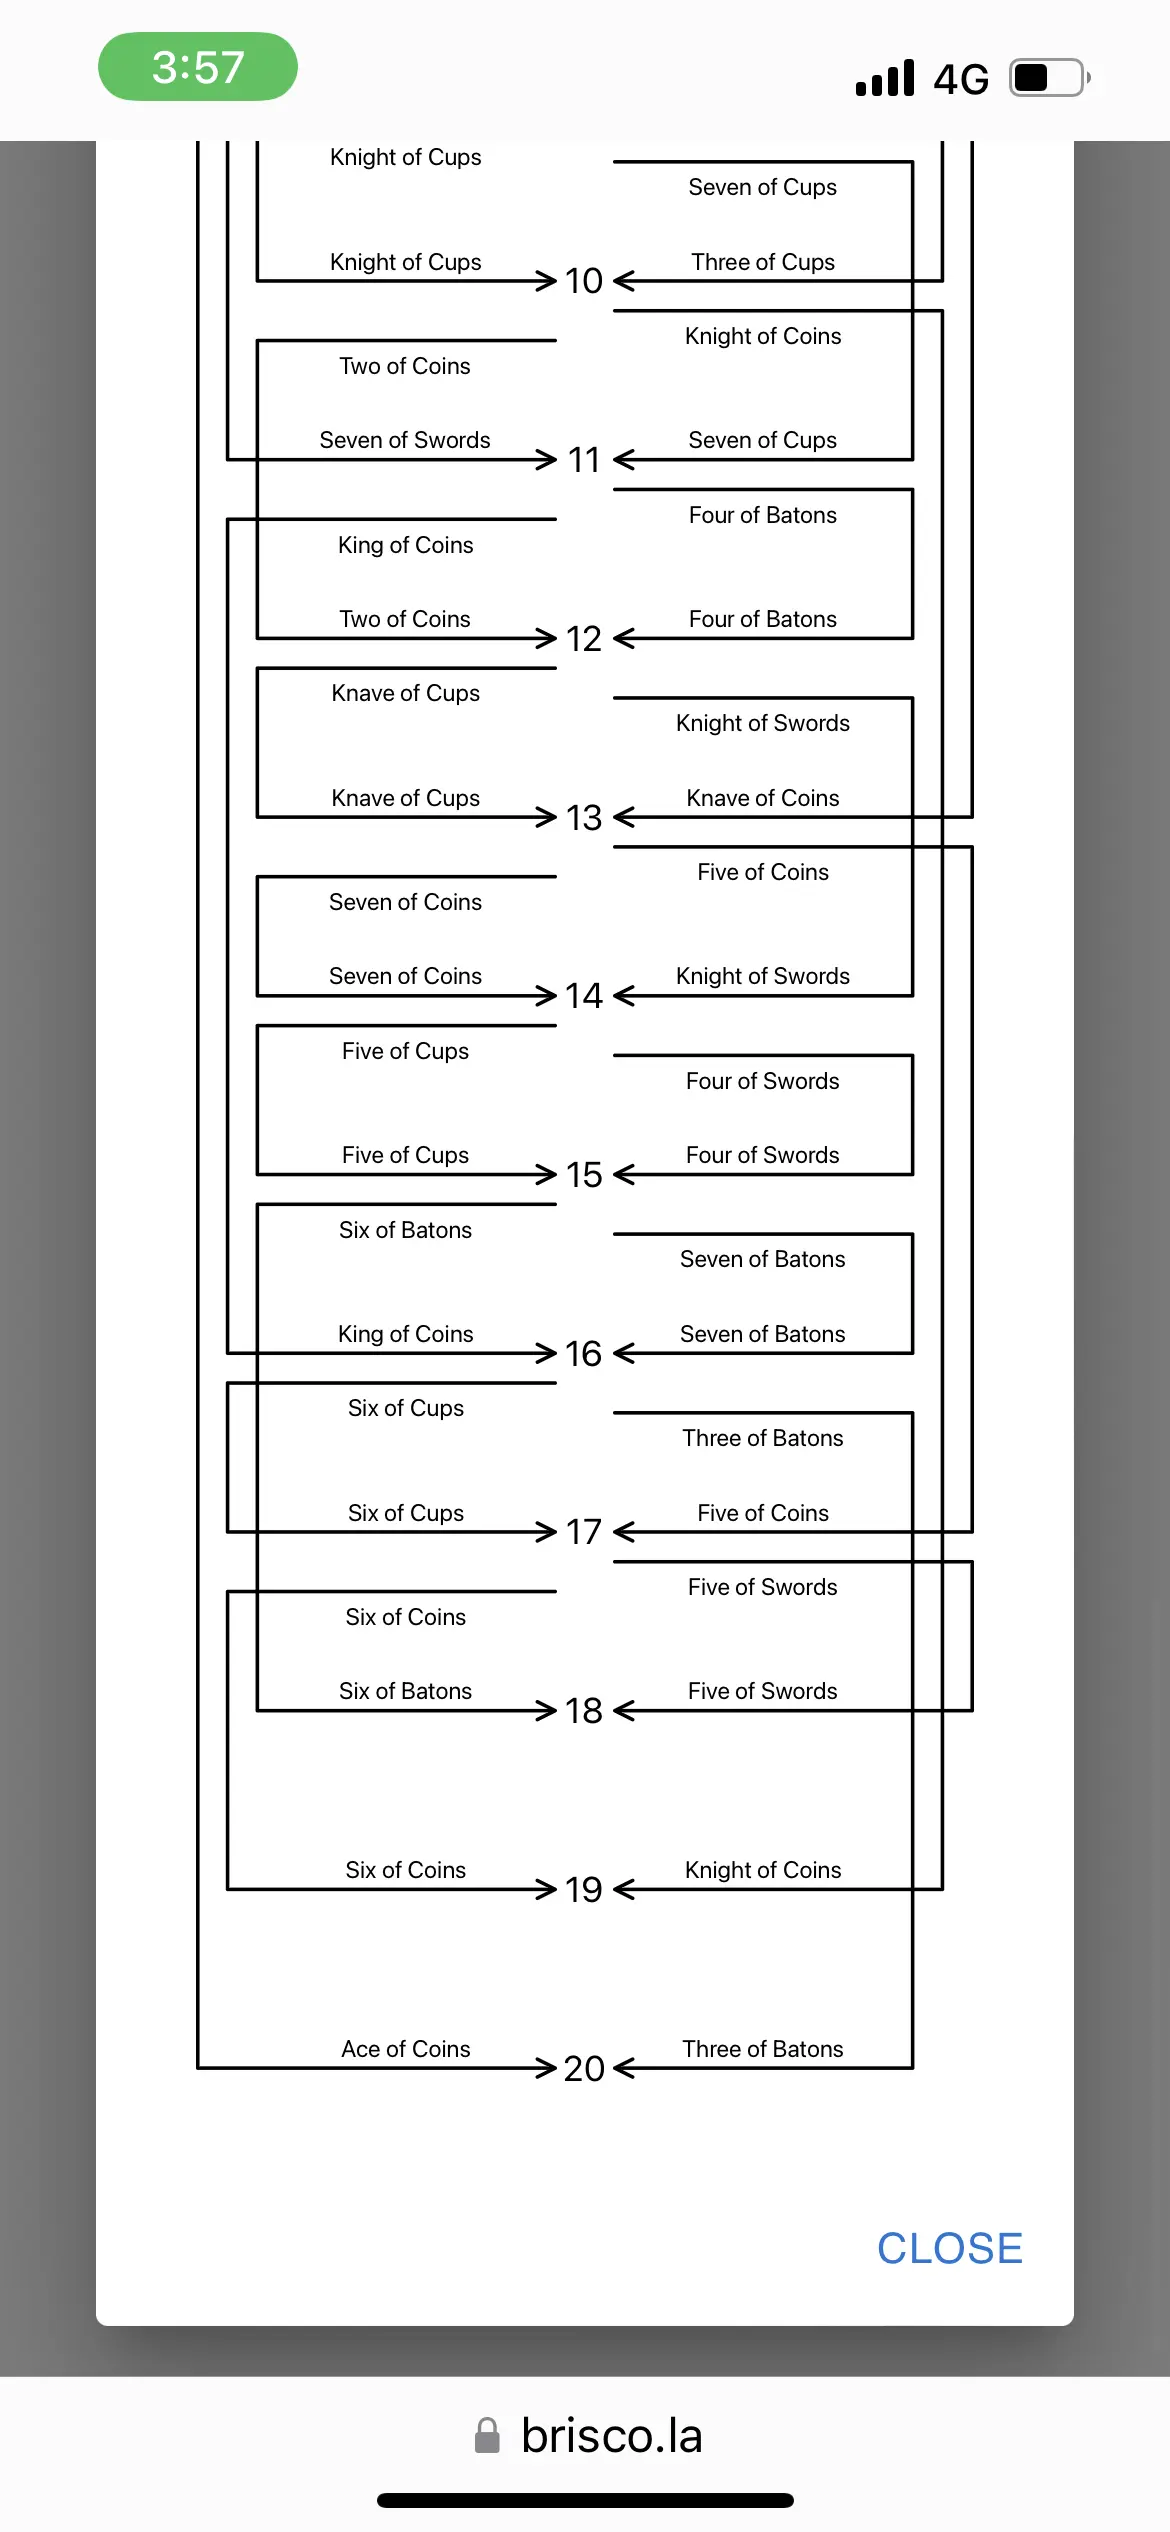 3:57 4G
Knight of Cups
Seven of Cups
Knight of Cups 10 Three of Cups
Knight of Coins
Two of Coins
Seven of Swords 11 Seven of Cups
Four of Batons
King of Coins
Two of Coins 12 Four of Batons
Knave of Cups
Knight of Swords
Knave of Cups 13 Knave of Coins
Five of Coins
Seven of Coins
Seven of Coins 14 Knight of Swords
Five of Cups
Four of Swords
Five of Cups 15 Four of Swords
Six of Batons
Seven of Batons
King of Coins 16 Seven of Batons
Six of Cups
Three of Batons
Six of Cups 17 Five of Coins
Five of Swords
Six of Coins
Six of Batons 18 Five of Swords
Six of Coins 19 Knight of Coins
Ace of Coins 20 Three of Batons
CLOSE
brisco.la